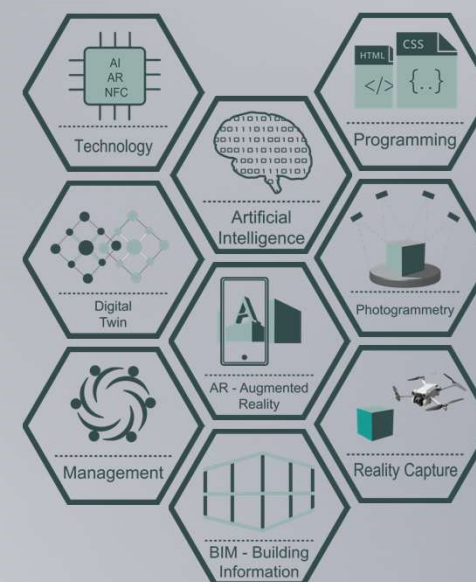 AI
AR
NFC
Technology
HTML
CSS
</>
{..}
Programming
Artificial
Intelligence
Digital
Twin
Photogrammetry
A
AR - Augmented
Reality
Management
Reality Capture
BIM - Building
Information